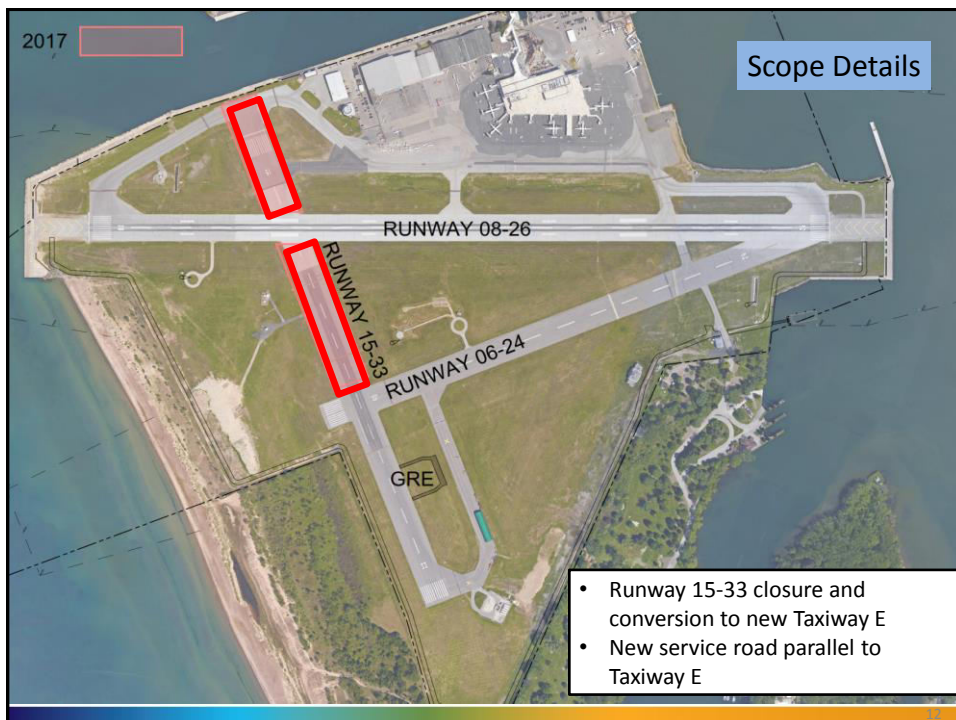 2017
Scope Details
RUNWAY 08-26
RUNWAY 15-33
RUNWAY 06-24
GRE
• Runway 15-33 closure and
conversion to new Taxiway E
• New service road parallel to
Taxiway E
12